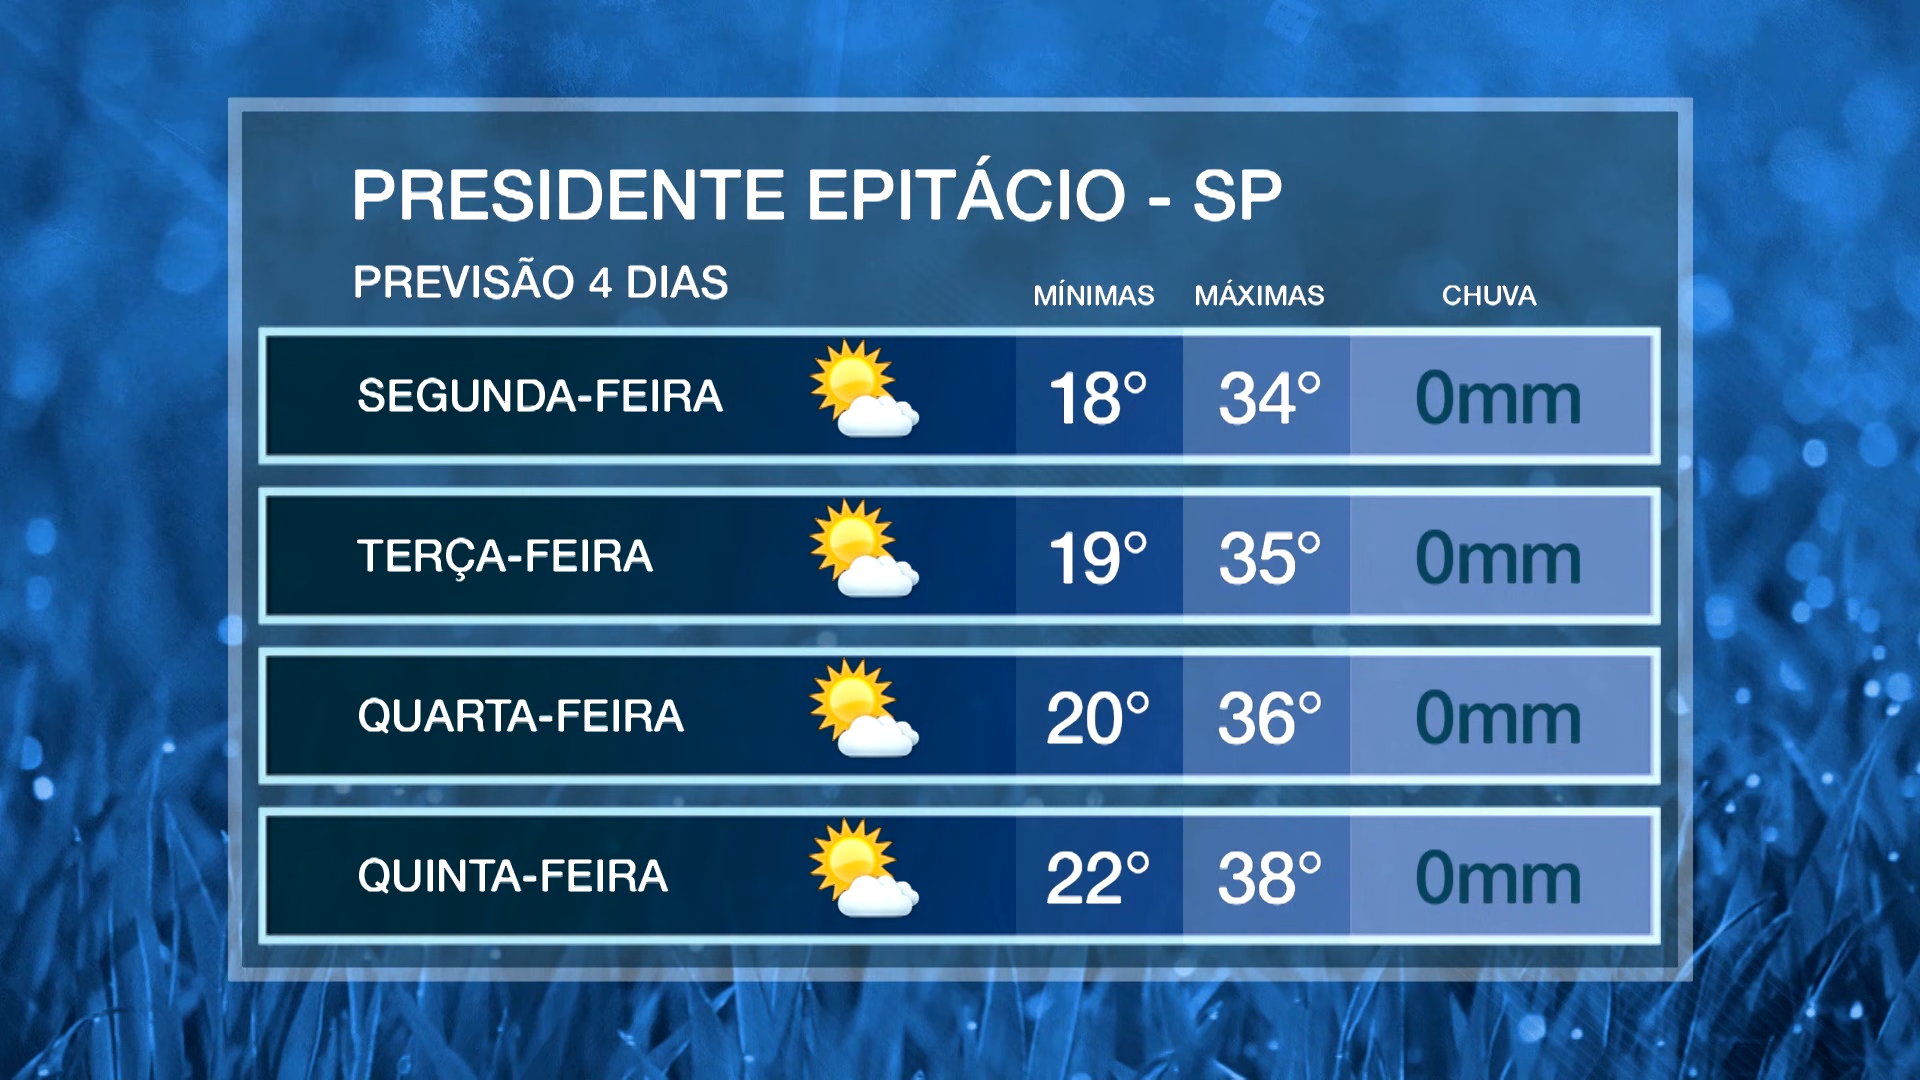 PRESIDENTE EPITÁCIO - SP
PREVISÃO 4 DIAS MÍNIMAS MÁXIMAS CHUVA
SEGUNDA-FEIRA 18° 34° 0mm
TERÇA-FEIRA 19° 35° 0mm
QUARTA-FEIRA 20° 36° 0mm
QUINTA-FEIRA 22° 38° 0mm